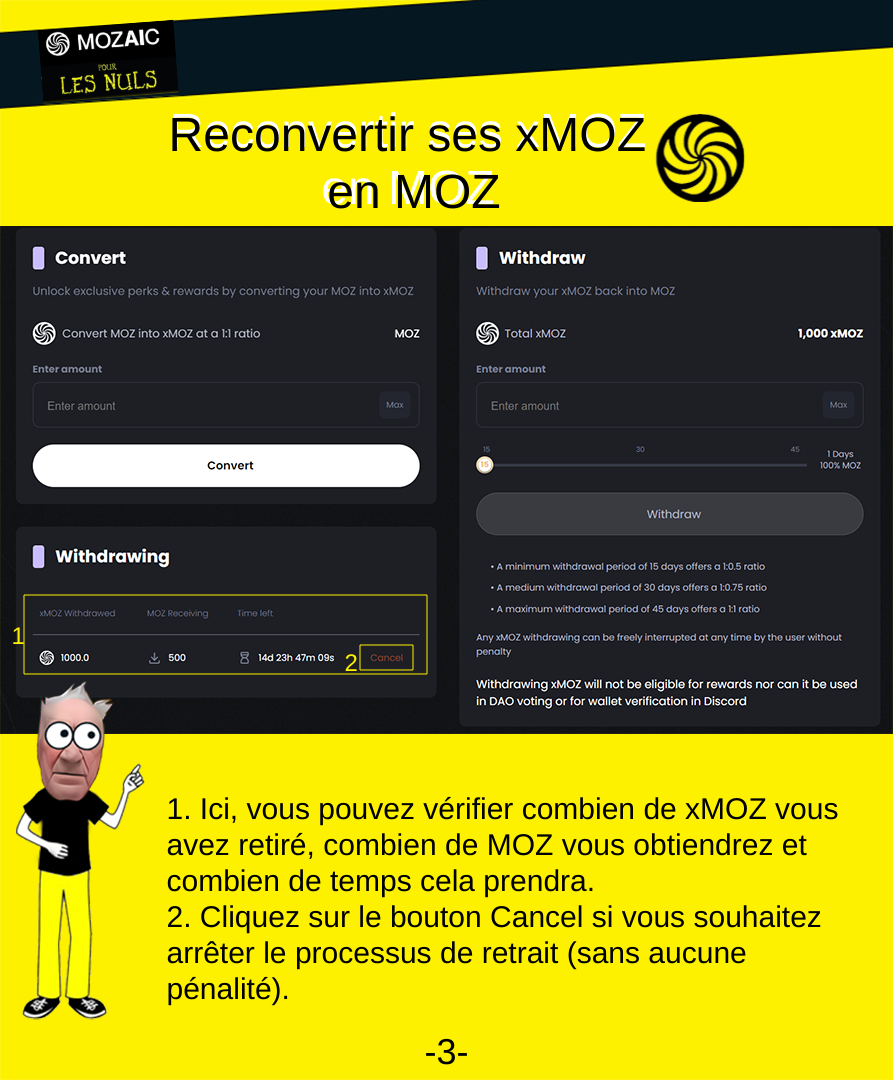 MOZAIC
POUR
LES NULS
Reconvertir ses xMOZ
en MOZ
Convert
Unlock exclusive perks & rewards by converting your MOZ into xMOZ
Convert MOZ into xMOZ at a 1:1 ratio MOZ
Enter amount
Enter amount Max
Convert
Withdrawing
xMOZ Withdrawed MOZ Receiving Time left
1
1000.0 500 14d 23h 47m 09s 2 Cancel
Withdraw
Withdraw your xMOZ back into MOZ
Total xMOZ 1,000 xMOZ
Enter amount
Enter amount Max
15 30 45
15
1 Days
100% MOZ
Withdraw
• A minimum withdrawal period of 15 days offers a 1:0.5 ratio
• A medium withdrawal period of 30 days offers a 1:0.75 ratio
• A maximum withdrawal period of 45 days offers a 1:1 ratio
Any xMOZ withdrawing can be freely interrupted at any time by the user without
penalty
Withdrawing xMOZ will not be eligible for rewards nor can it be used
in DAO voting or for wallet verification in Discord
1. Ici, vous pouvez vérifier combien de xMOZ vous
avez retiré, combien de MOZ vous obtiendrez et
combien de temps cela prendra.
2. Cliquez sur le bouton Cancel si vous souhaitez
arrêter le processus de retrait (sans aucune
pénalité).
-3-